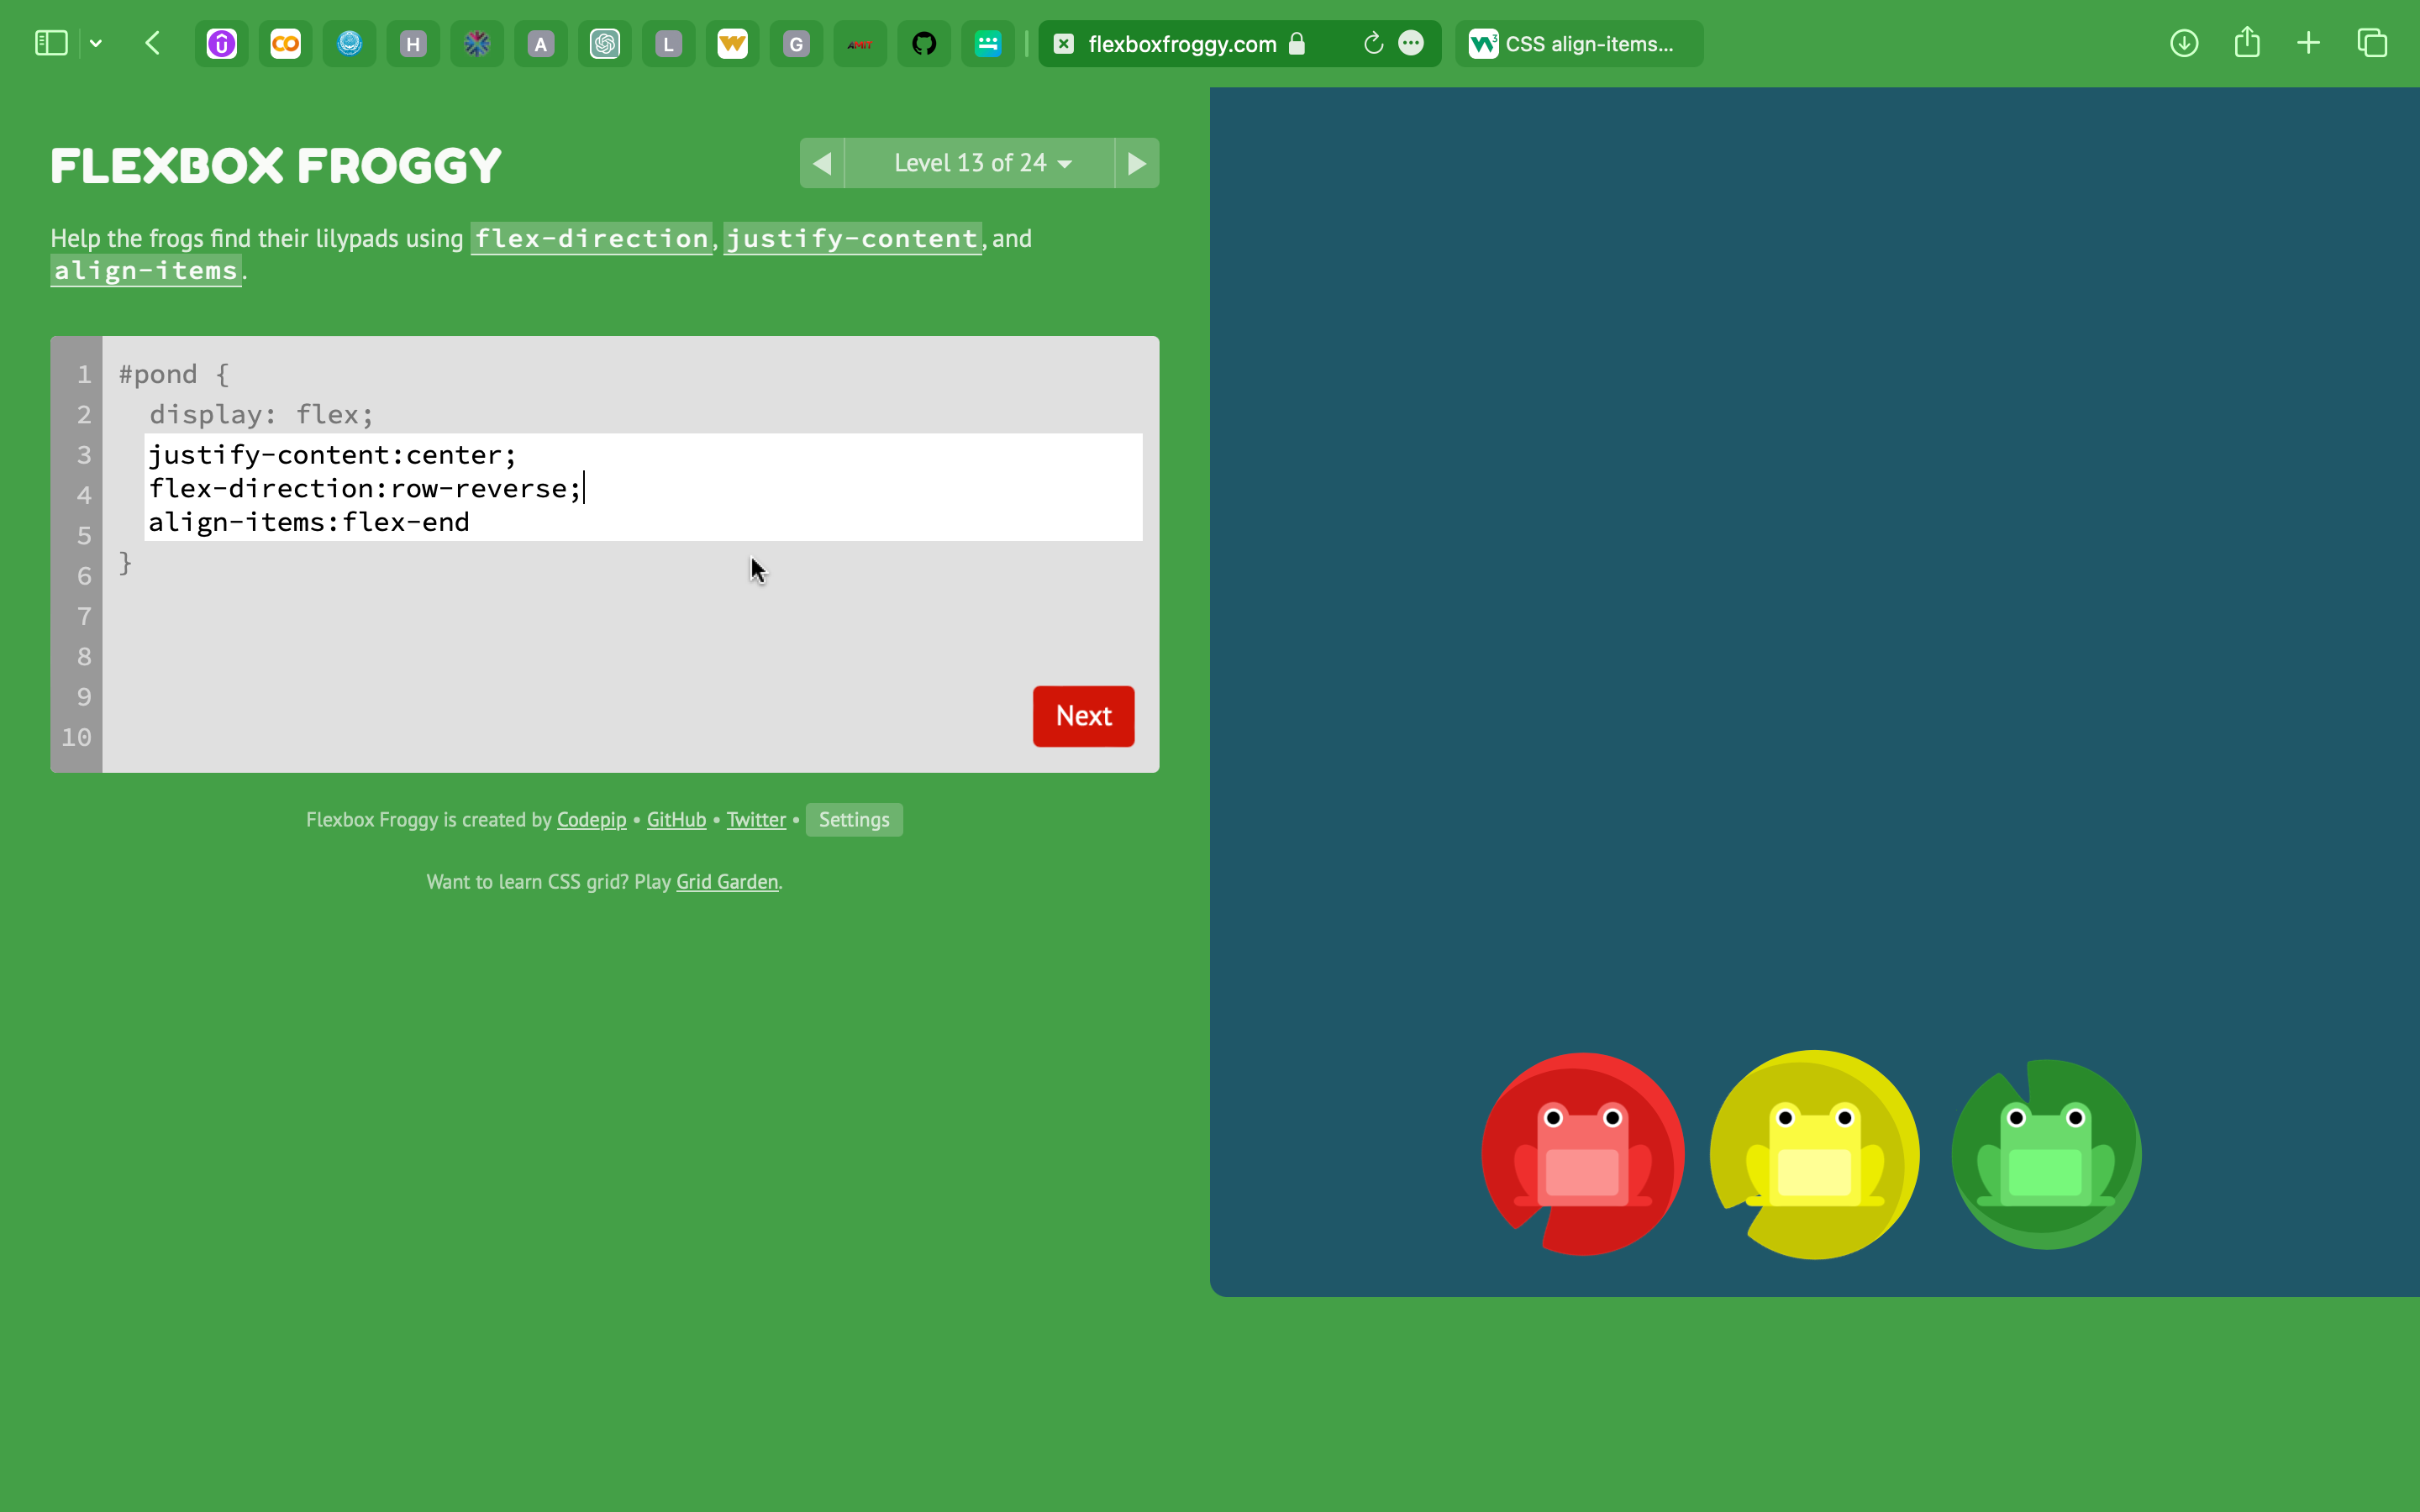 H A L G AMIT flexboxfroggy.com W3 CSS align-items...
FLEXBOX FROGGY
Level 13 of 24
Help the frogs find their lilypads using flex-direction, justify-content, and
align-items.
1 #pond {
2 display: flex;
3 justify-content:center;
4 flex-direction:row-reverse;
5 align-items:flex-end
6 }
7
8
9
10
Next
Flexbox Froggy is created by Codepip • GitHub • Twitter • Settings
Want to learn CSS grid? Play Grid Garden.